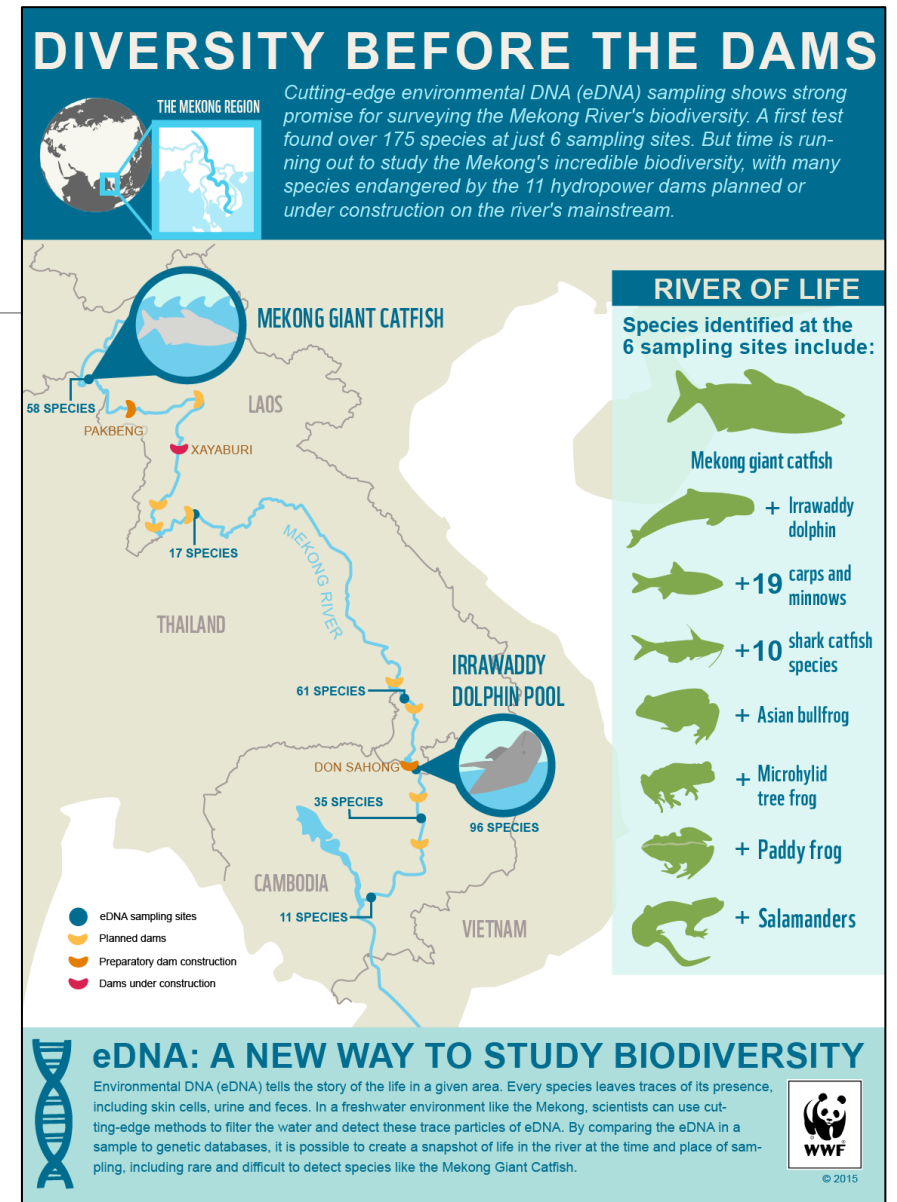 DIVERSITY BEFORE THE DAMS
THE MEKONG REGION
Cutting-edge environmental DNA (eDNA) sampling shows strong
promise for surveying the Mekong River's biodiversity. A first test
found over 175 species at just 6 sampling sites. But time is run-
ning out to study the Mekong's incredible biodiversity, with many
species endangered by the 11 hydropower dams planned or
under construction on the river's mainstream.
MEKONG GIANT CATFISH
58 SPECIES
LAOS
PAKBENG
XAYABURI
17 SPECIES
MEKONG RIVER
THAILAND
61 SPECIES
IRRAWADDY
DOLPHIN POOL
DON SAHONG
35 SPECIES
96 SPECIES
CAMBODIA
11 SPECIES
VIETNAM
eDNA sampling sites
Planned dams
Preparatory dam construction
Dams under construction
RIVER OF LIFE
Species identified at the
6 sampling sites include:
Mekong giant catfish
+ Irrawaddy
dolphin
+19 carps and
minnows
+10 shark catfish
species
+ Asian bullfrog
+ Microhylid
tree frog
+ Paddy frog
+ Salamanders
eDNA: A NEW WAY TO STUDY BIODIVERSITY
Environmental DNA (eDNA) tells the story of the life in a given area. Every species leaves traces of its presence,
including skin cells, urine and feces. In a freshwater environment like the Mekong, scientists can use cut-
ting-edge methods to filter the water and detect these trace particles of eDNA. By comparing the eDNA in a
sample to genetic databases, it is possible to create a snapshot of life in the river at the time and place of sam-
pling, including rare and difficult to detect species like the Mekong Giant Catfish.
WWF
© 2015